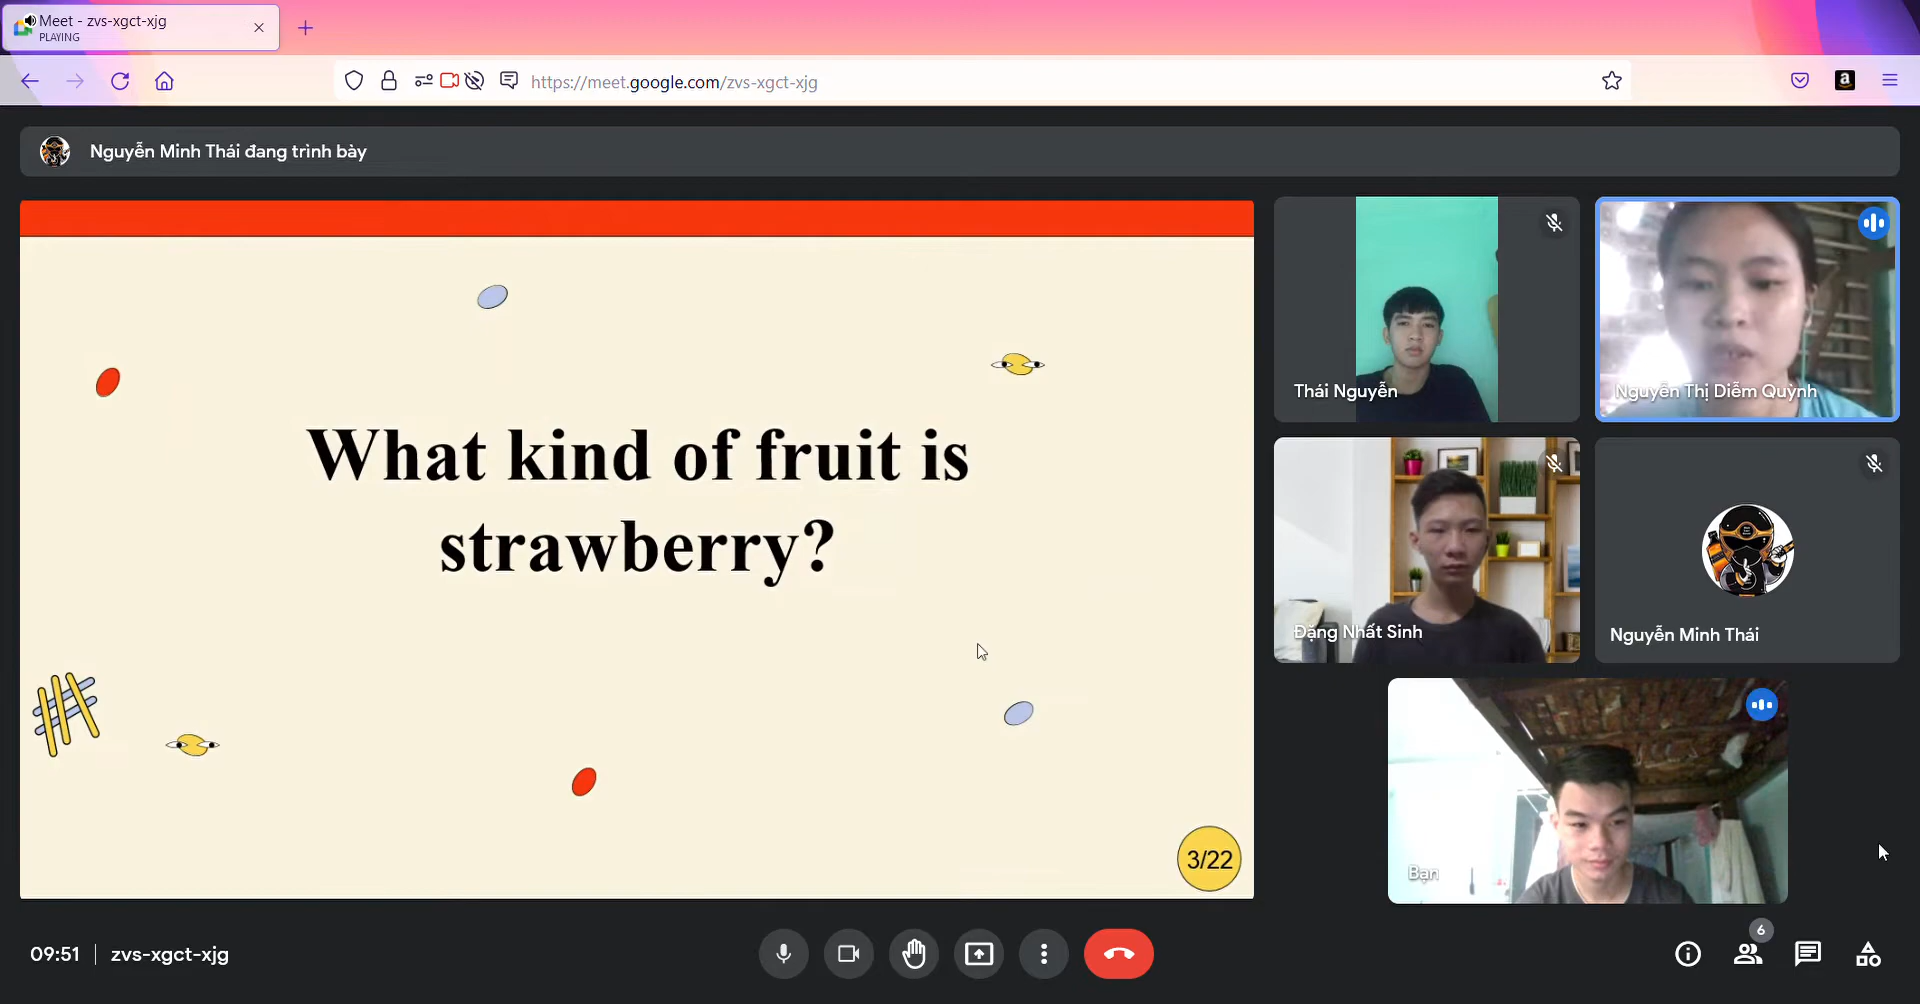 Meet - zvs-xgct-xjg
PLAYING
https://meet.google.com/zvs-xgct-xjg
Nguyễn Minh Thái đang trình bày
What kind of fruit is
strawberry?
3/22
Thái Nguyễn
Nguyễn Thị Diễm Quỳnh
Đặng Nhất Sinh
Nguyễn Minh Thái
Bạn
09:51
zvs-xgct-xjg
6